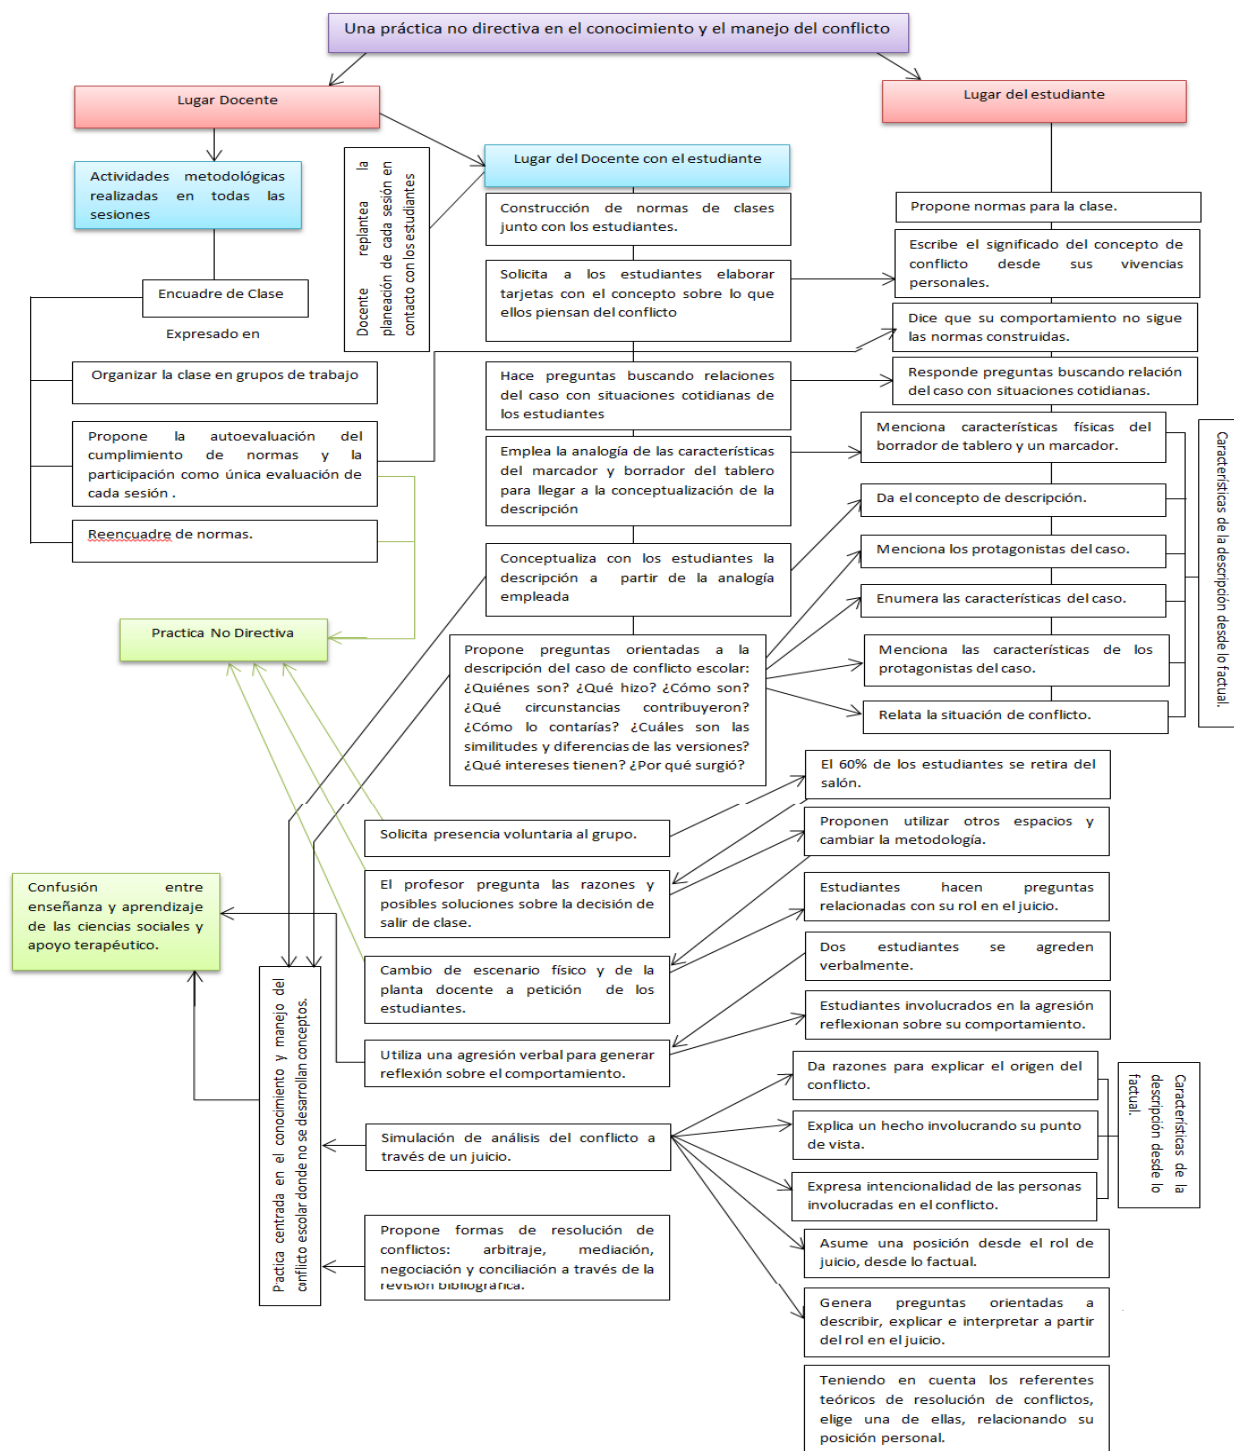 Una práctica no directiva en el conocimiento y el manejo del conflicto
Lugar Docente
Lugar del estudiante
Actividades metodológicas
realizadas en todas las
sesiones
Docente replantea la
planeación de cada sesión en
contacto con los estudiantes
Lugar del Docente con el estudiante
Encuadre de Clase
Expresado en
Organizar la clase en grupos de trabajo
Propone la autoevaluación del
cumplimiento de normas y la
participación como única evaluación de
cada sesión .
Reencuadre de normas.
Practica No Directiva
Confusión entre
enseñanza y aprendizaje
de las ciencias sociales y
apoyo terapéutico.
Practica centrada en el conocimiento y manejo del
conflicto escolar donde no se desarrollan conceptos.
Construcción de normas de clases
junto con los estudiantes.
Solicita a los estudiantes elaborar
tarjetas con el concepto sobre lo que
ellos piensan del conflicto
Hace preguntas buscando relaciones
del caso con situaciones cotidianas de
los estudiantes
Emplea la analogía de las características
del marcador y borrador del tablero
para llegar a la conceptualización de la
descripción
Conceptualiza con los estudiantes la
descripción a partir de la analogía
empleada
Propone preguntas orientadas a la
descripción del caso de conflicto escolar:
¿Quiénes son? ¿Qué hizo? ¿Cómo son?
¿Qué circunstancias contribuyeron?
¿Cómo lo contarías? ¿Cuáles son las
similitudes y diferencias de las versiones?
¿Qué intereses tienen? ¿Por qué surgió?
Solicita presencia voluntaria al grupo.
El profesor pregunta las razones y
posibles soluciones sobre la decisión de
salir de clase.
Cambio de escenario físico y de la
planta docente a petición de los
estudiantes.
Utiliza una agresión verbal para generar
reflexión sobre el comportamiento.
Simulación de análisis del conflicto a
través de un juicio.
Propone formas de resolución de
conflictos: arbitraje, mediación,
negociación y conciliación a través de la
revisión bibliográfica.
Propone normas para la clase.
Escribe el significado del concepto de
conflicto desde sus vivencias
personales.
Dice que su comportamiento no sigue
las normas construidas.
Responde preguntas buscando relación
del caso con situaciones cotidianas.
Menciona características físicas del
borrador de tablero y un marcador.
Da el concepto de descripción.
Menciona los protagonistas del caso.
Enumera las características del caso.
Menciona las características de los
protagonistas del caso.
Relata la situación de conflicto.
Características de la descripción desde lo factual.
El 60% de los estudiantes se retira del
salón.
Proponen utilizar otros espacios y
cambiar la metodología.
Estudiantes hacen preguntas
relacionadas con su rol en el juicio.
Dos estudiantes se agreden
verbalmente.
Estudiantes involucrados en la agresión
reflexionan sobre su comportamiento.
Da razones para explicar el origen del
conflicto.
Explica un hecho involucrando su punto
de vista.
Expresa intencionalidad de las personas
involucradas en el conflicto.
Características de la
descripción desde lo
factual.
Asume una posición desde el rol de
juicio, desde lo factual.
Genera preguntas orientadas a
describir, explicar e interpretar a partir
del rol en el juicio.
Teniendo en cuenta los referentes
teóricos de resolución de conflictos,
elige una de ellas, relacionando su
posición personal.